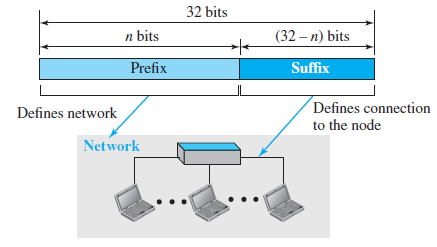 32 bits
n bits
(32 – n) bits
Prefix
Suffix
Defines network
Defines connection
to the node
Network